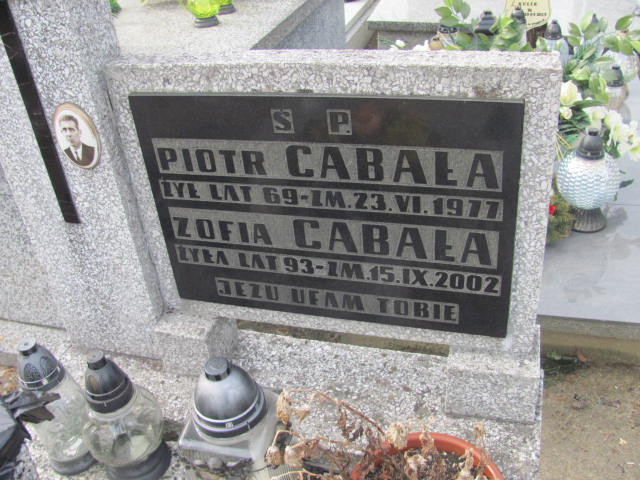 Ś P.
PIOTR CABAŁA
ŻYŁ LAT 69-ZM. 23. VI. 1977
ZOFIA CABAŁA
ŻYŁA LAT 93-ZM. 15. IX. 2002
JEZU UFAM TOBIE